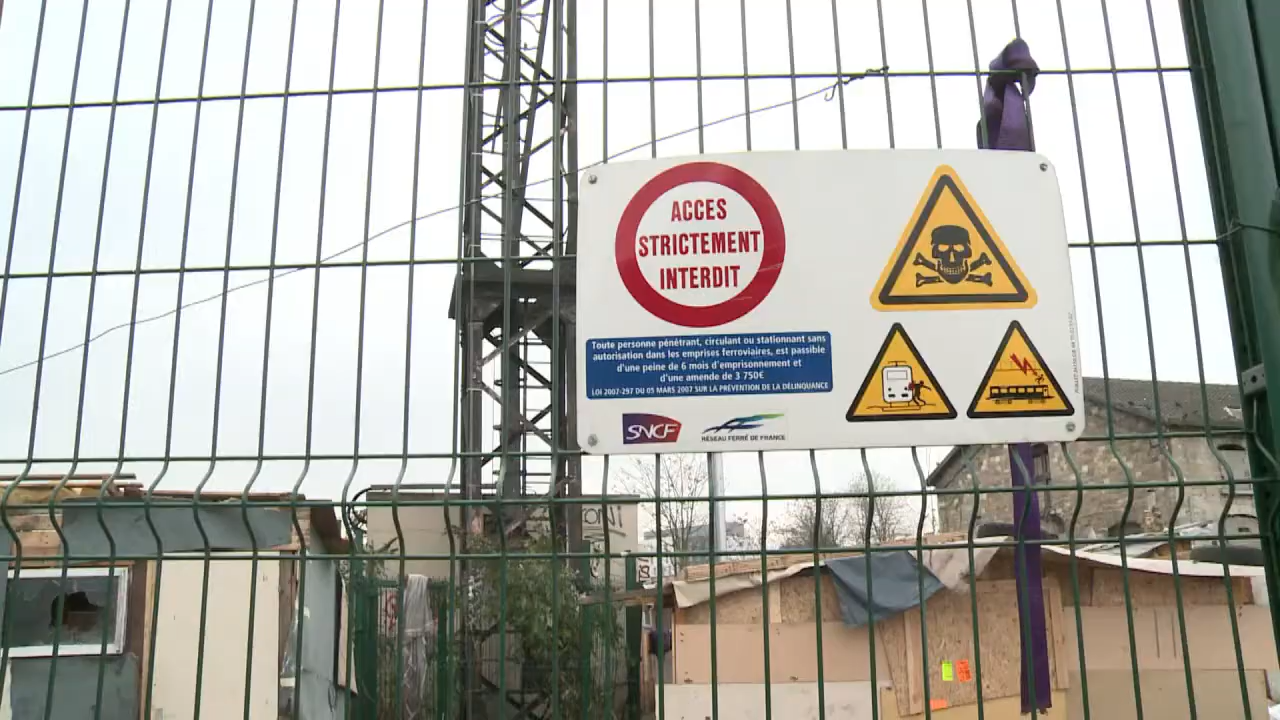 ACCES
STRICTEMENT
INTERDIT
Toute personne pénétrant, circulant ou stationnant sans
autorisation dans les emprises ferroviaires, est passible
d'une peine de 6 mois d'emprisonnement et
d'une amende de 3 750€
LOI 2007-297 DU 05 MARS 2007 SUR LA PRÉVENTION DE LA DÉLINQUANCE
SNCF
RÉSEAU FERRÉ DE FRANCE